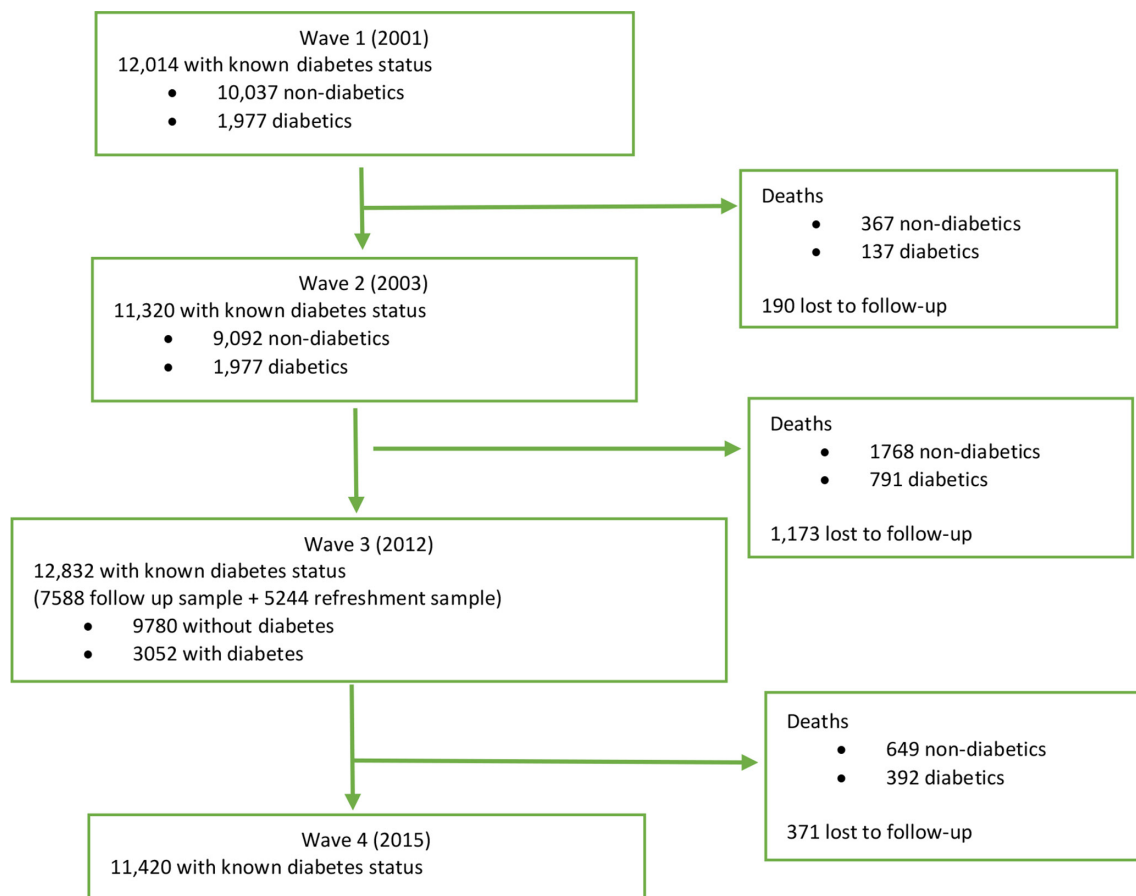 Wave 1 (2001)
12,014 with known diabetes status
• 10,037 non-diabetics
• 1,977 diabetics
Deaths
• 367 non-diabetics
• 137 diabetics
190 lost to follow-up
Wave 2 (2003)
11,320 with known diabetes status
• 9,092 non-diabetics
• 1,977 diabetics
Deaths
• 1768 non-diabetics
• 791 diabetics
1,173 lost to follow-up
Wave 3 (2012)
12,832 with known diabetes status
(7588 follow up sample + 5244 refreshment sample)
• 9780 without diabetes
• 3052 with diabetes
Deaths
• 649 non-diabetics
• 392 diabetics
371 lost to follow-up
Wave 4 (2015)
11,420 with known diabetes status